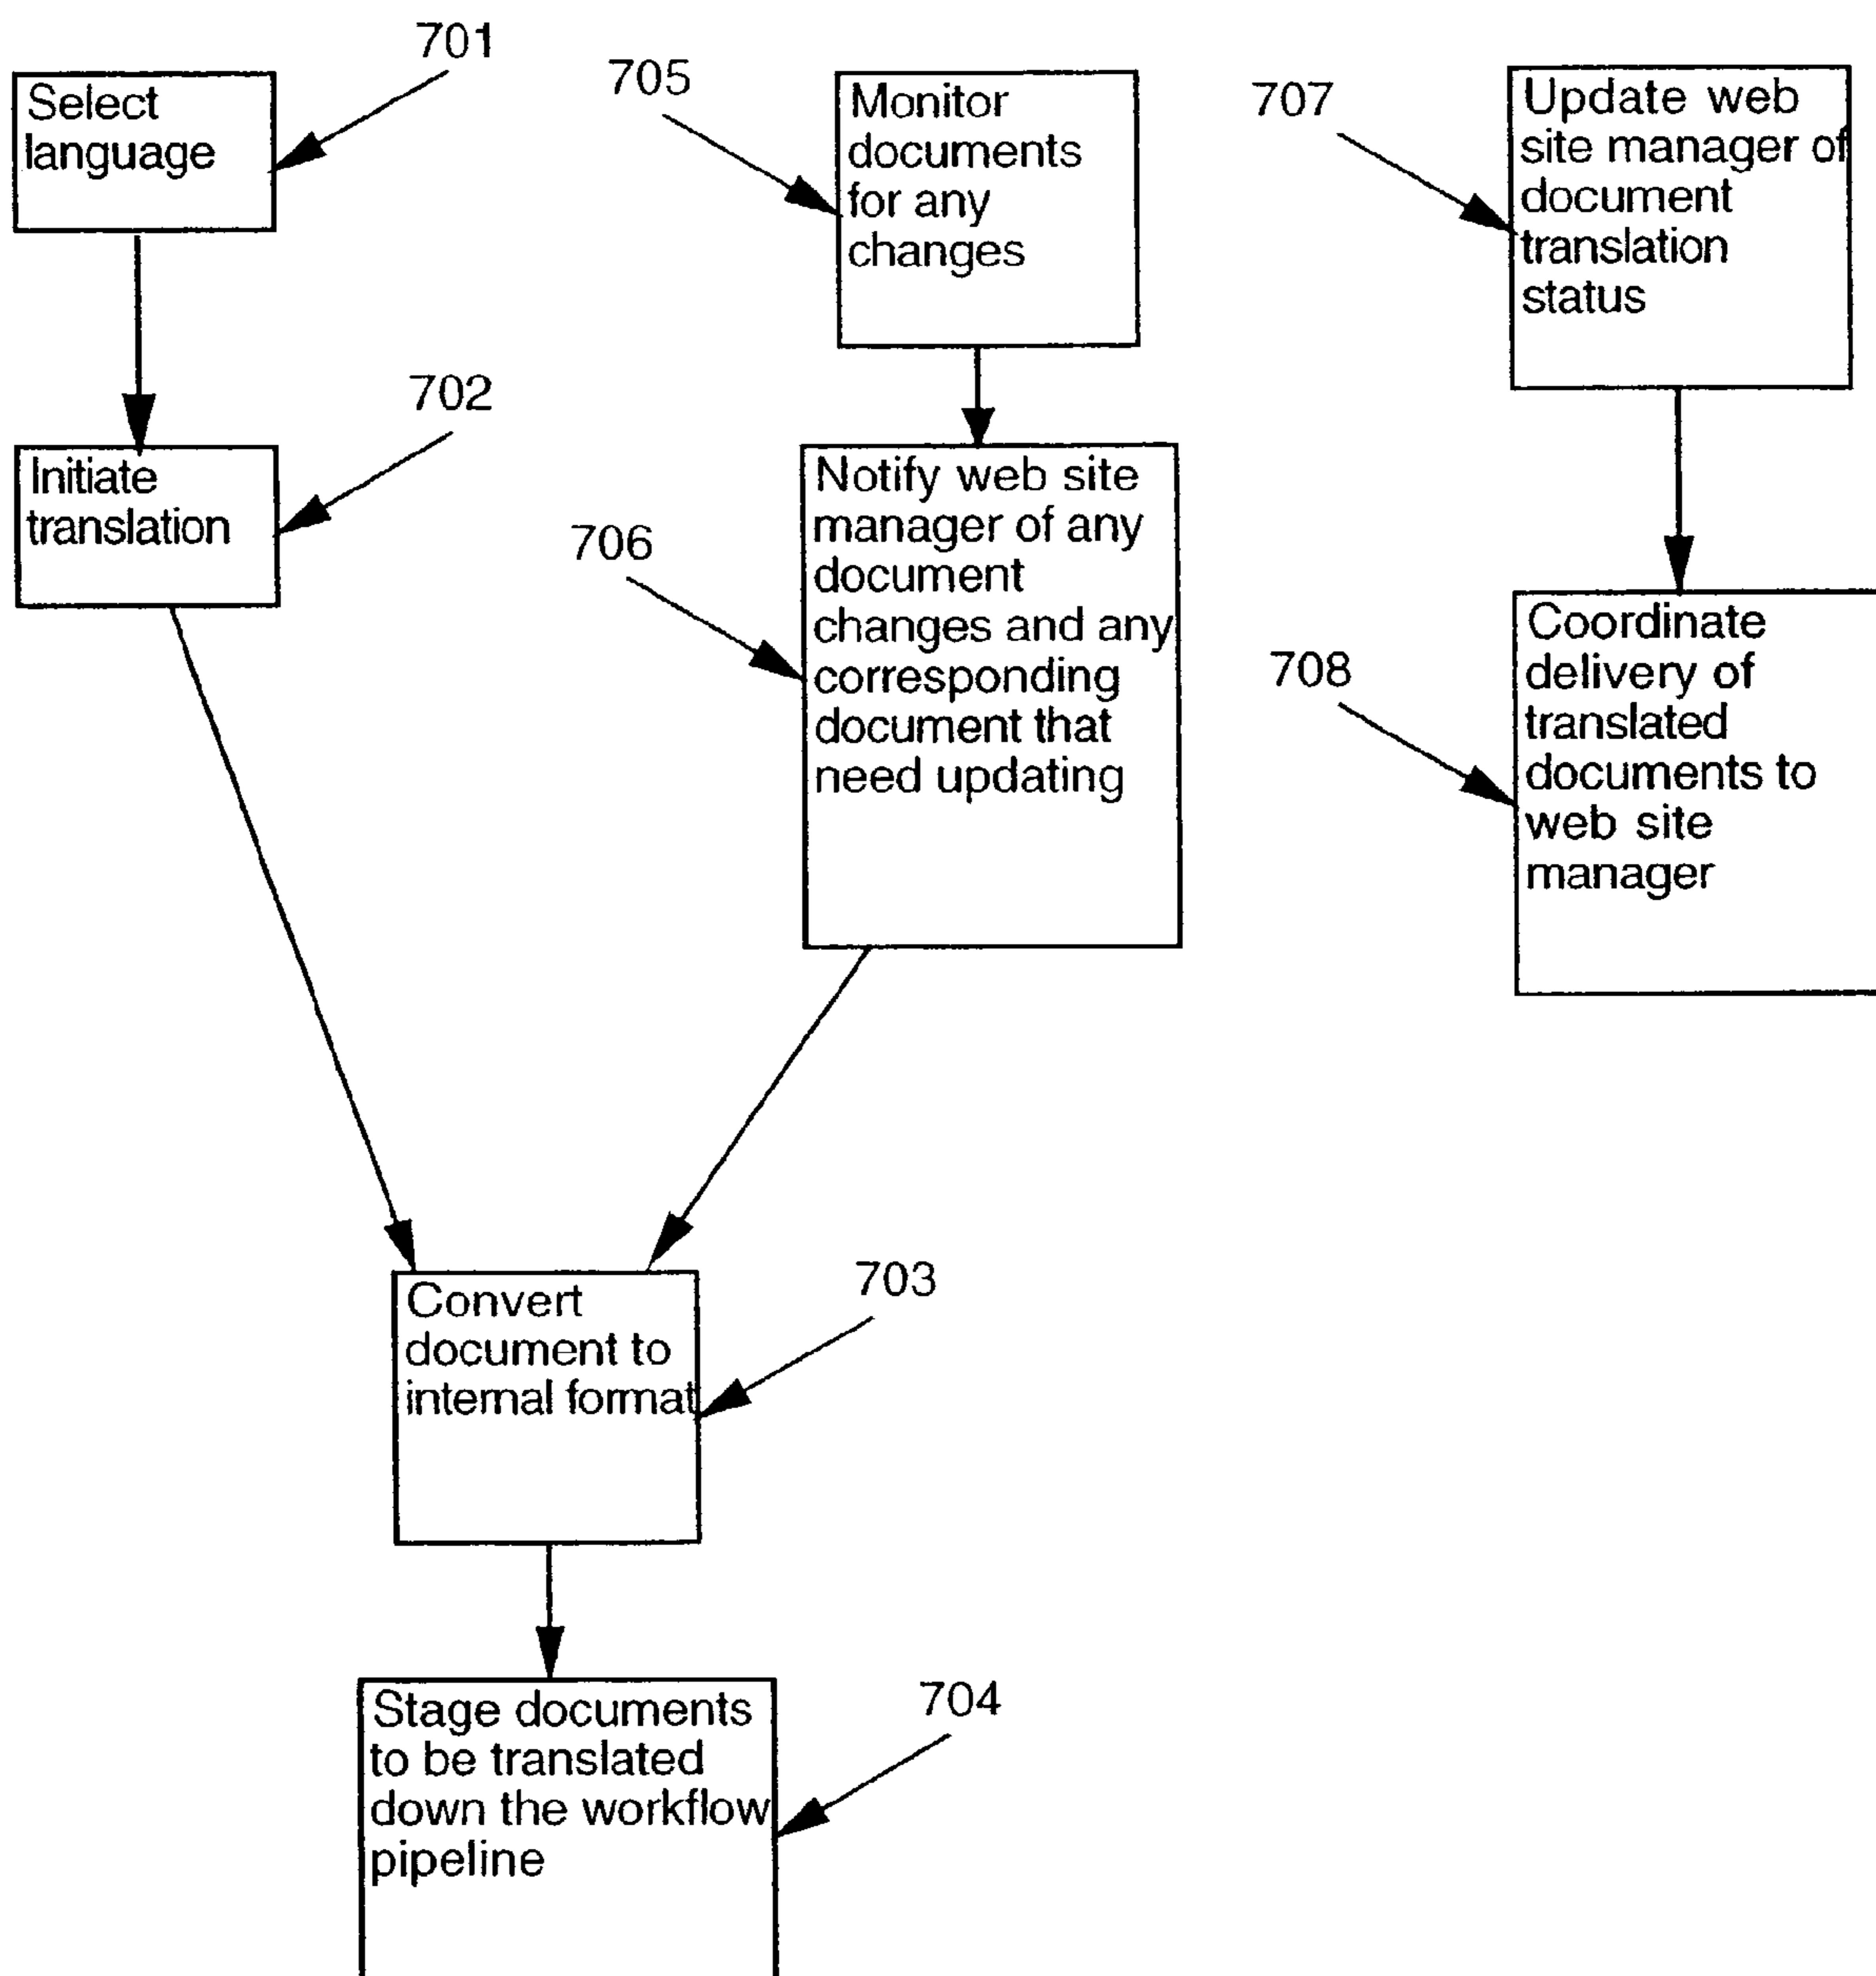 701
Select
language
702
Initiate
translation
705
Monitor
documents
for any
changes
706
Notify web site
manager of any
document
changes and any
corresponding
document that
need updating
707
Update web
site manager of
document
translation
status
708
Coordinate
delivery of
translated
documents to
web site
manager
703
Convert
document to
internal format
704
Stage documents
to be translated
down the workflow
pipeline